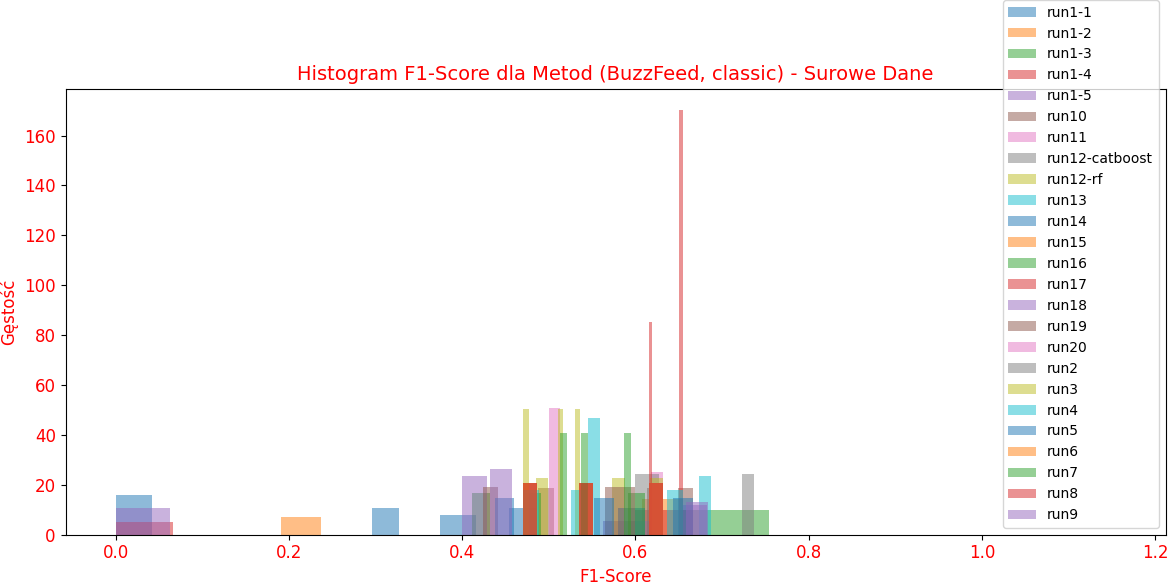 Histogram F1-Score dla Metod (BuzzFeed, classic) - Surowe Dane
Gęstość
160
140
120
100
80
60
40
20
0
0.0 0.2 0.4 0.6 0.8 1.0 1.2
F1-Score
run1-1
run1-2
run1-3
run1-4
run1-5
run10
run11
run12-catboost
run12-rf
run13
run14
run15
run16
run17
run18
run19
run20
run2
run3
run4
run5
run6
run7
run8
run9